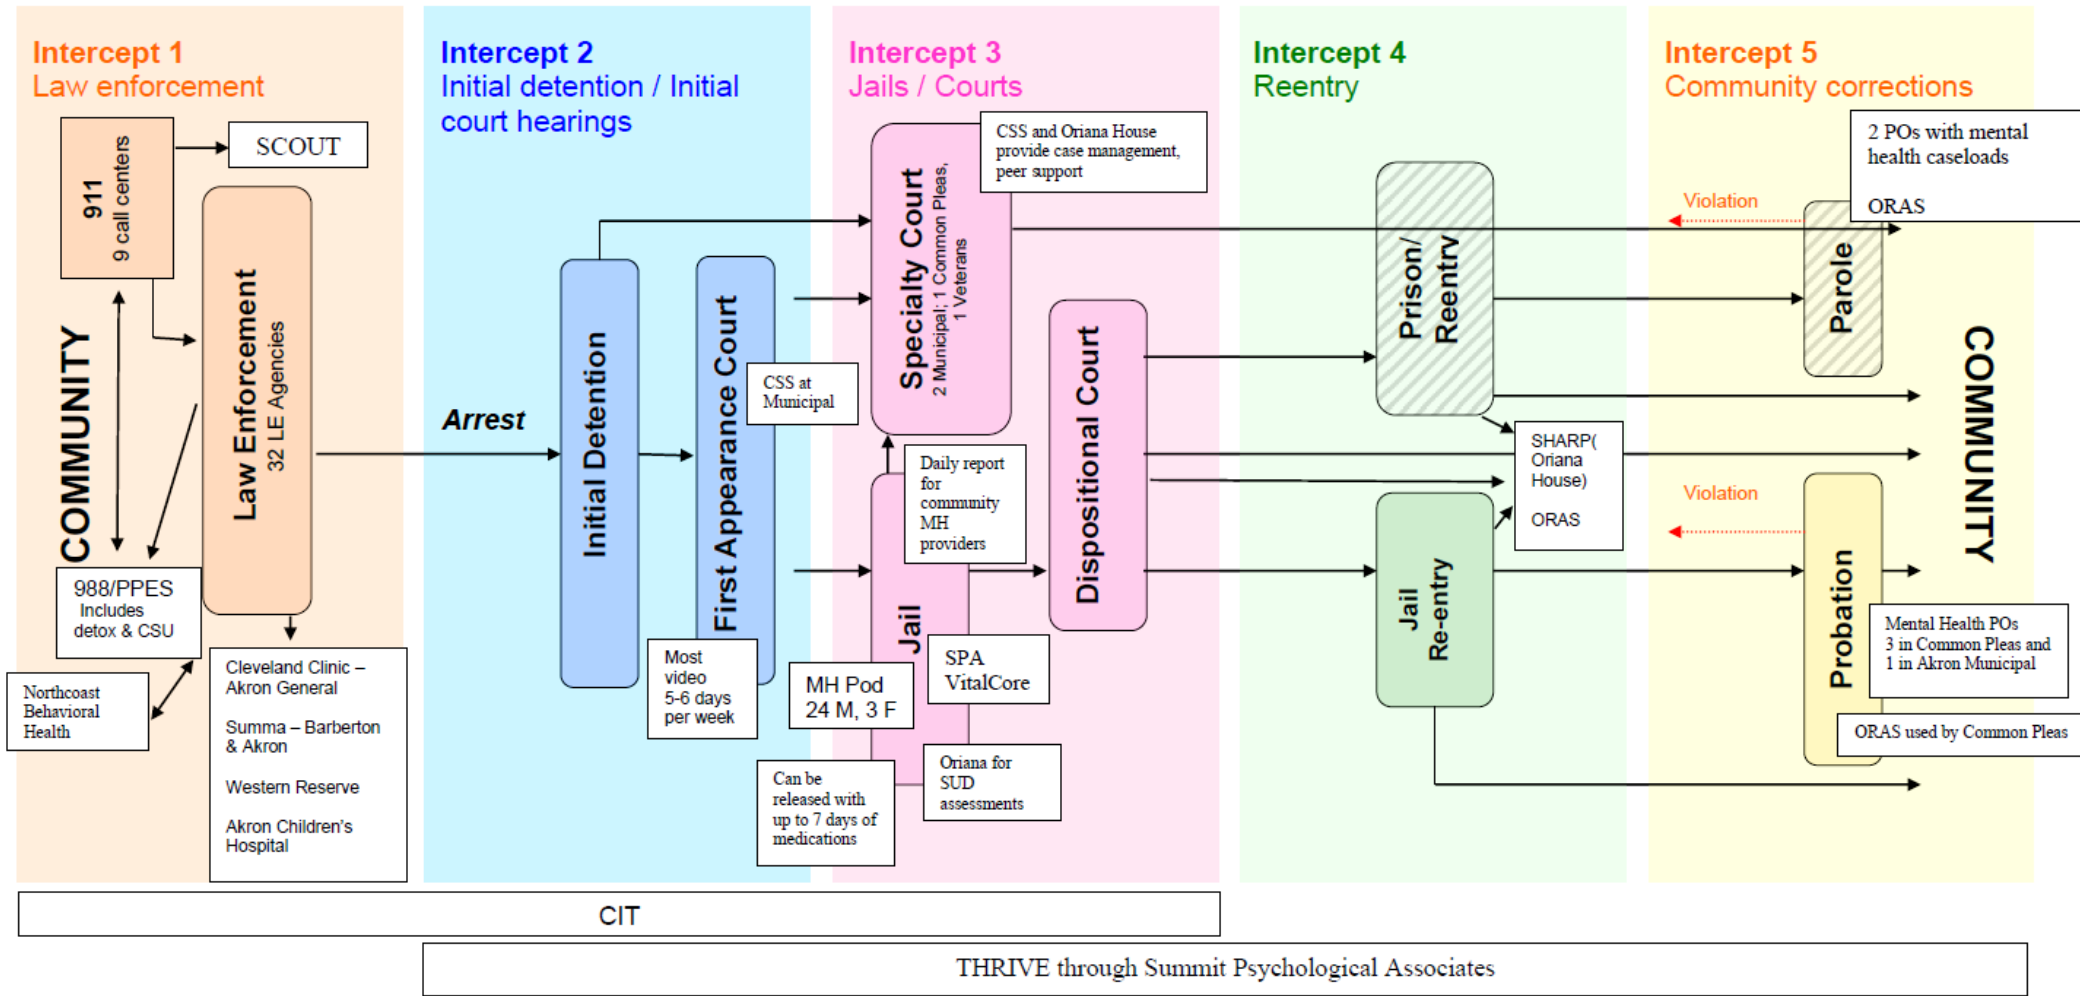 Intercept 1
Law enforcement
911
9 call centers
SCOUT
COMMUNITY
Law Enforcement
32 LE Agencies
988/PPES
Includes
detox & CSU
Northcoast
Behavioral
Health
Cleveland Clinic –
Akron General
Summa – Barberton
& Akron
Western Reserve
Akron Children's
Hospital
Intercept 2
Initial detention / Initial
court hearings
Arrest
Initial Detention
First Appearance Court
CSS at
Municipal
Most
video
5-6 days
per week
Intercept 3
Jails / Courts
Specialty Court
2 Municipal; 1 Common Pleas,
1 Veterans
CSS and Oriana House
provide case management,
peer support
Daily report
for
community
MH
providers
Jail
MH Pod
24 M, 3 F
SPA
VitalCore
Can be
released with
up to 7 days of
medications
Oriana for
SUD
assessments
Dispositional Court
Intercept 4
Reentry
Prison/
Reentry
SHARP(
Oriana
House)
ORAS
Jail
Re-entry
Intercept 5
Community corrections
2 POs with mental
health caseloads
ORAS
Violation
Parole
Violation
Probation
Mental Health POs
3 in Common Pleas and
1 in Akron Municipal
ORAS used by Common Pleas
COMMUNITY
CIT
THRIVE through Summit Psychological Associates